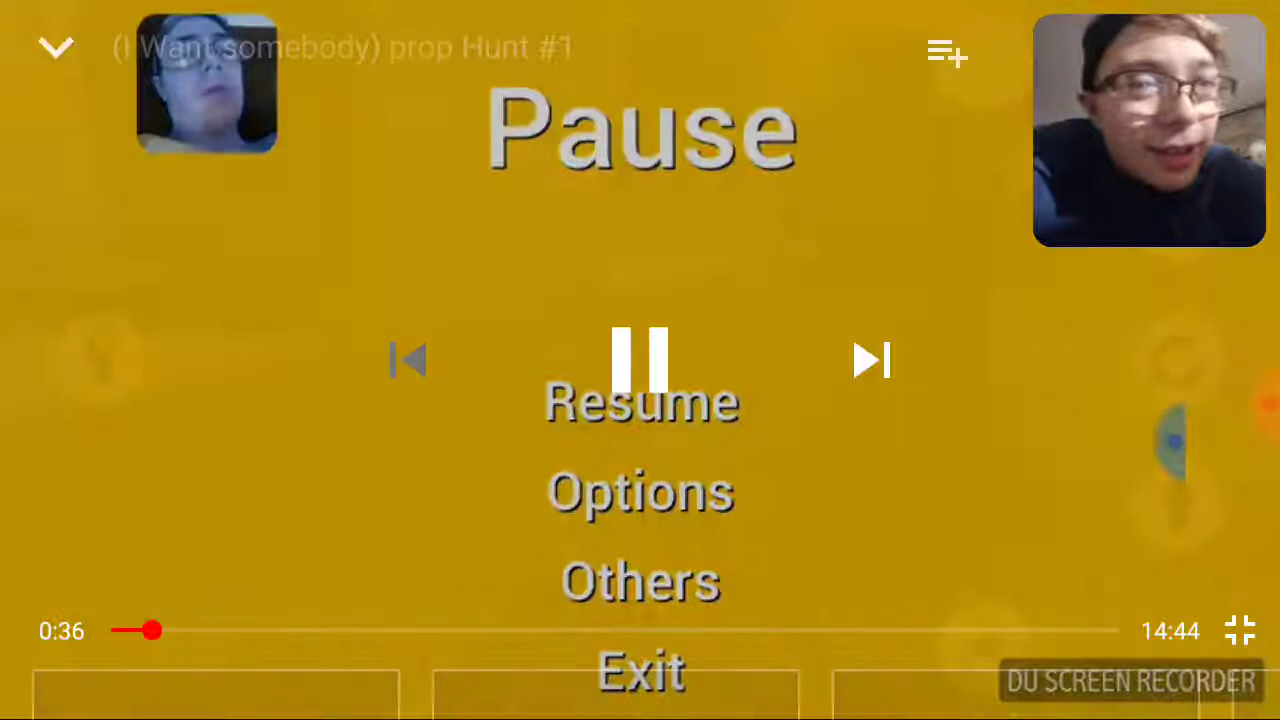 (I Want somebody) prop Hunt #1
Pause
Resume
Options
Others
0:36
14:44
Exit
DU SCREEN RECORDER